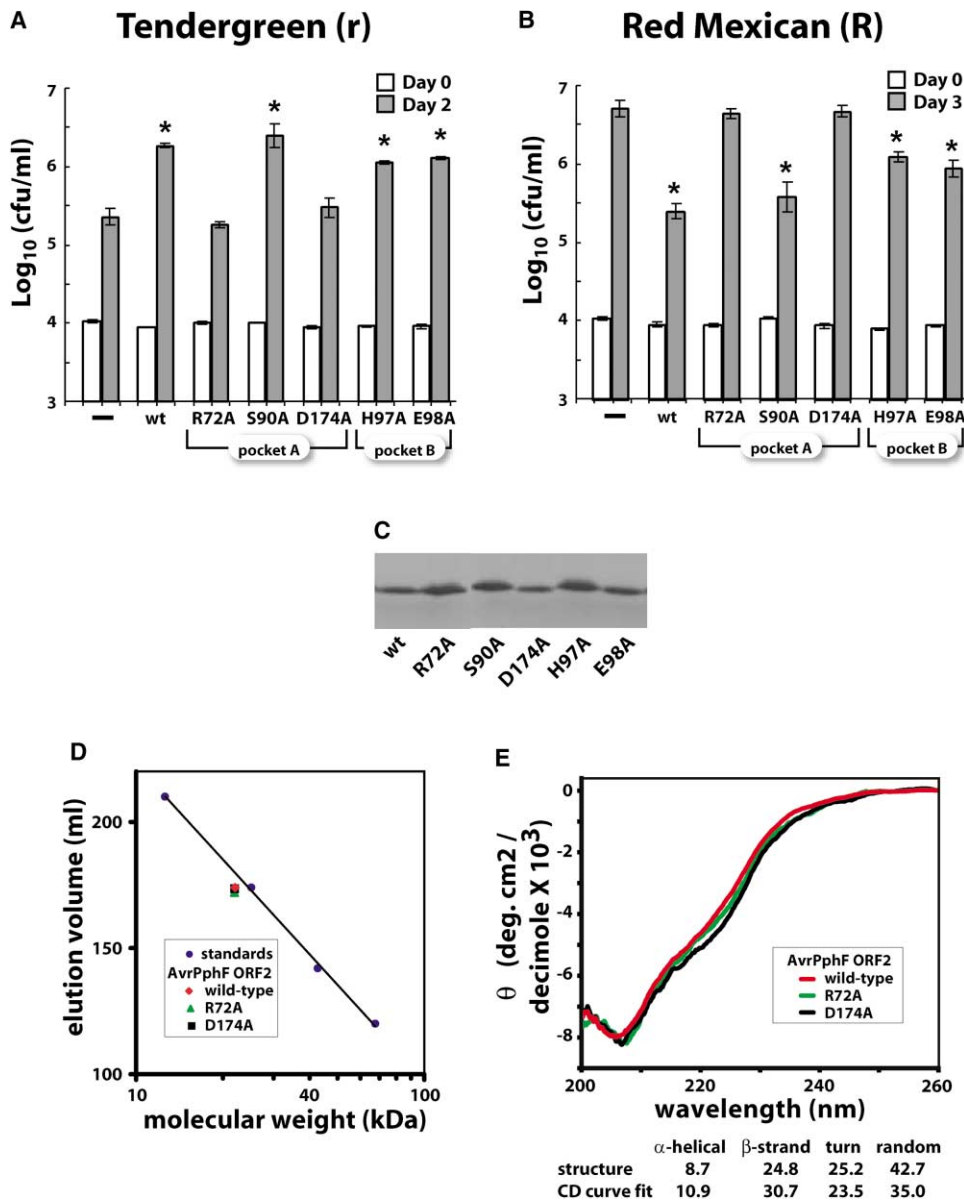 A Tendergreen (r)
Day 0
Day 2
Log10 (cfu/ml)
7
6
5
4
3
* * * *
– wt R72A S90A D174A H97A E98A
pocket A pocket B
B Red Mexican (R)
Day 0
Day 3
Log10 (cfu/ml)
7
6
5
4
3
* * * *
– wt R72A S90A D174A H97A E98A
pocket A pocket B
C
wt R72A S90A D174A H97A E98A
D
elution volume (ml)
200
150
100
standards
AvrPphF ORF2
wild-type
R72A
D174A
10 40 100
molecular weight (kDa)
E
θ (deg. cm2 /
decimole X 10³)
0
-2
-4
-6
-8
AvrPphF ORF2
wild-type
R72A
D174A
200 220 240 260
wavelength (nm)
α-helical β-strand turn random
structure 8.7 24.8 25.2 42.7
CD curve fit 10.9 30.7 23.5 35.0